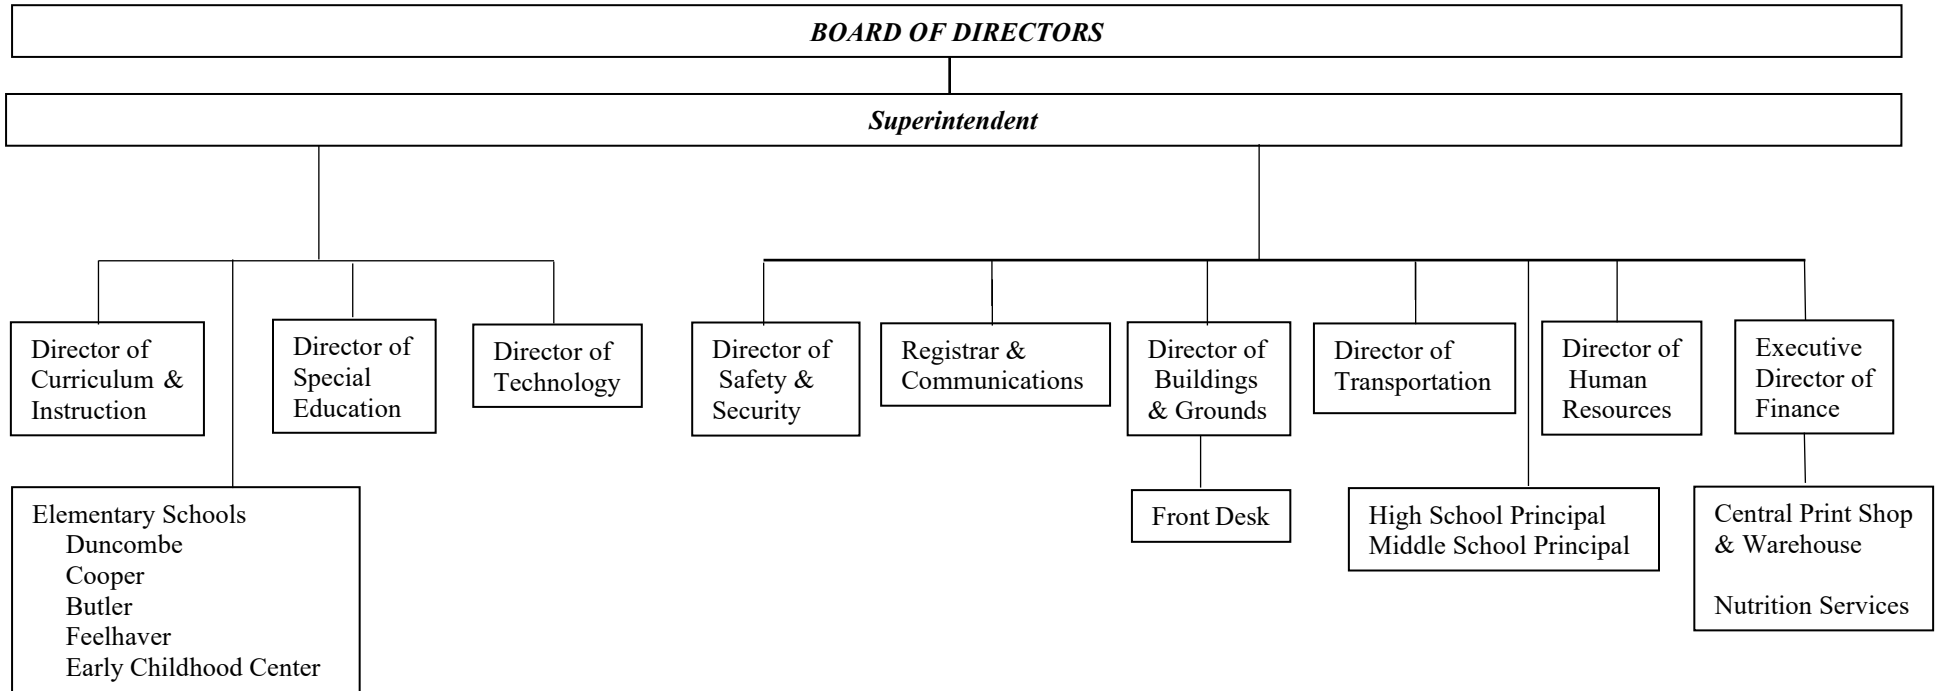 BOARD OF DIRECTORS
Superintendent
Director of
Curriculum &
Instruction
Director of
Special
Education
Director of
Technology
Director of
Safety &
Security
Registrar &
Communications
Director of
Buildings
& Grounds
Director of
Transportation
Director of
Human
Resources
Executive
Director of
Finance
Elementary Schools
Duncombe
Cooper
Butler
Feelhaver
Early Childhood Center
Front Desk
High School Principal
Middle School Principal
Central Print Shop
& Warehouse
Nutrition Services